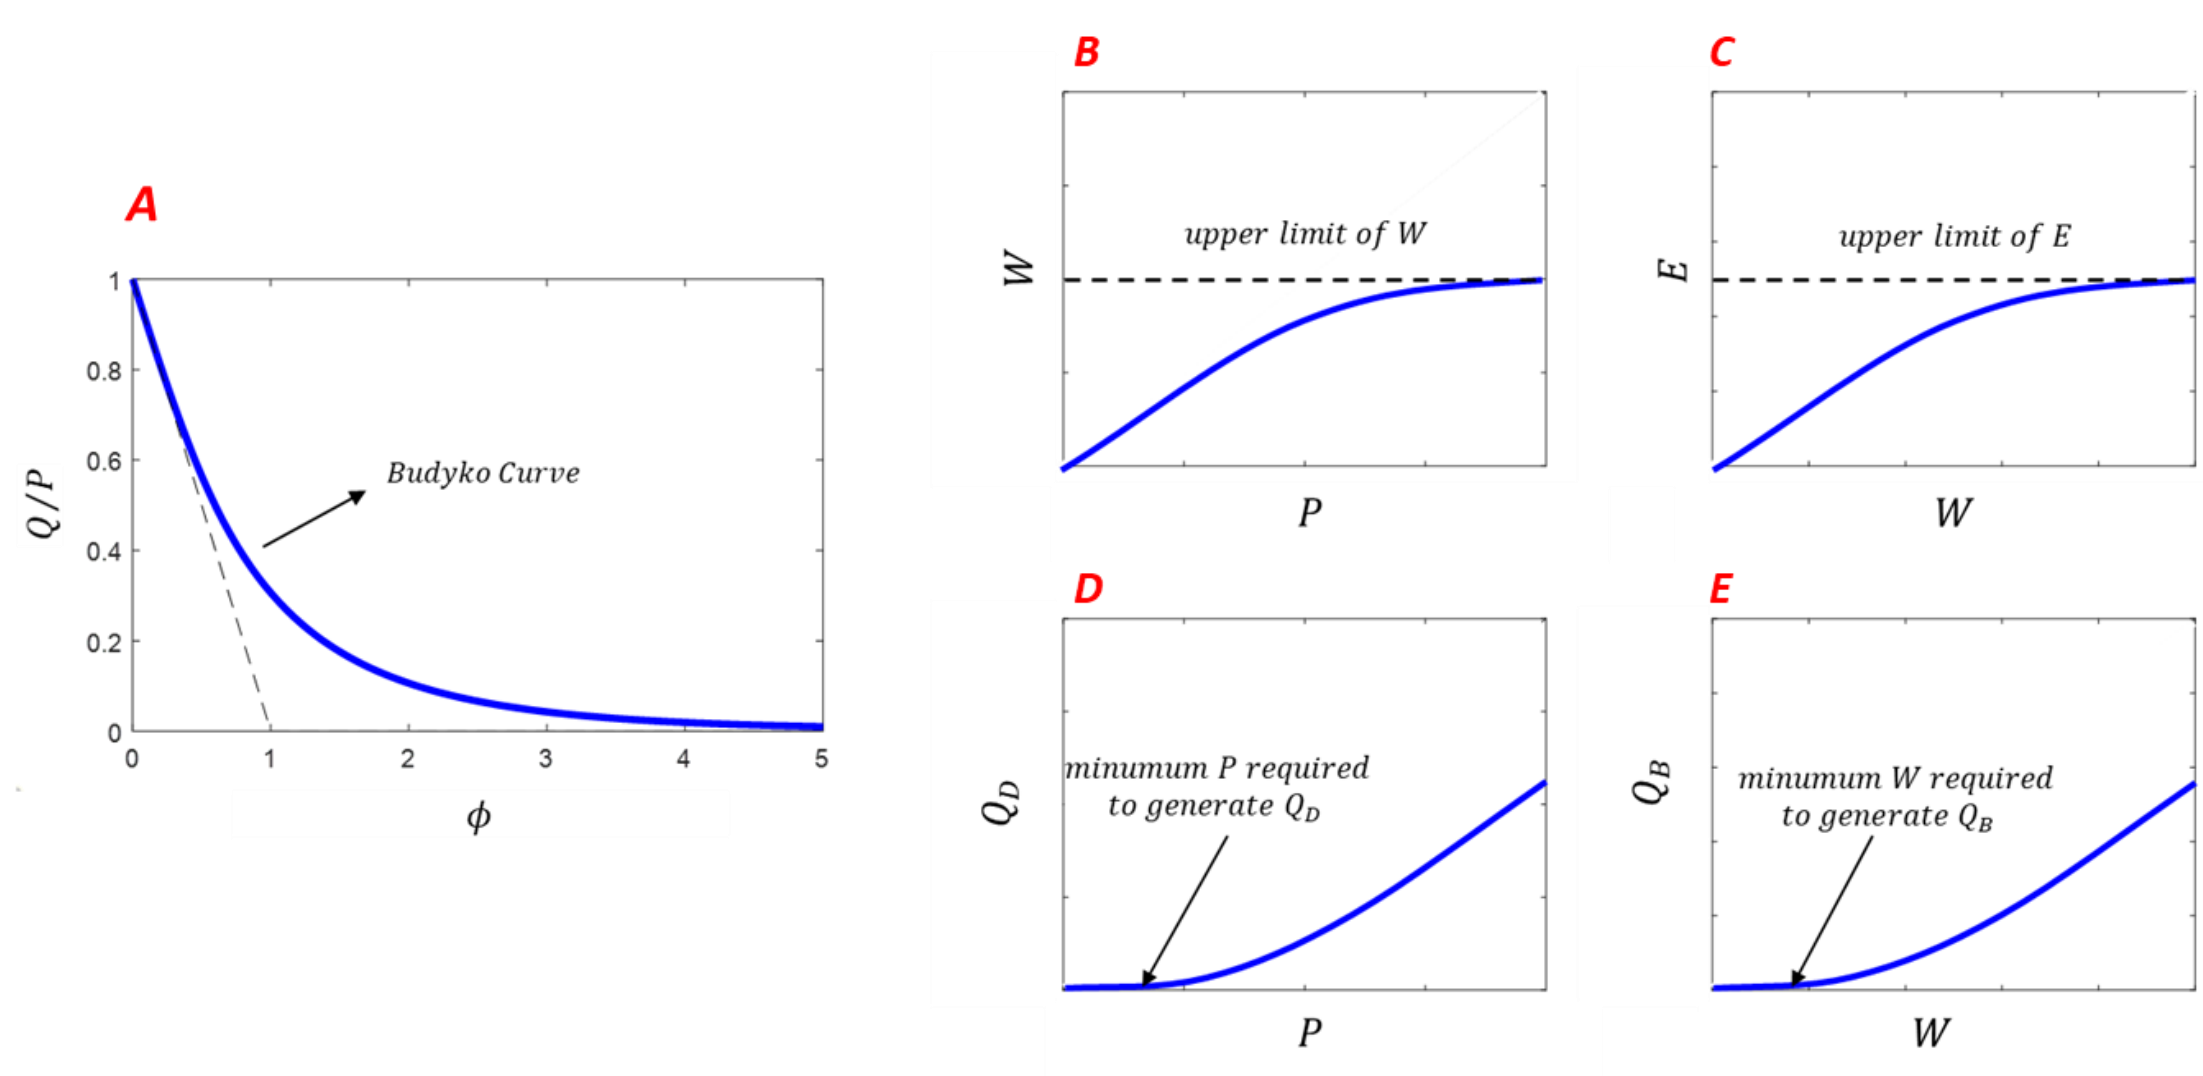 A
Q/P
1
0.8
0.6
0.4
0.2
0
Budyko Curve
0
1
2
3
4
5
ϕ
B
W
upper limit of W
P
C
E
upper limit of E
W
D
Q_D
minumum P required
to generate Q_D
P
E
Q_B
minumum W required
to generate Q_B
W